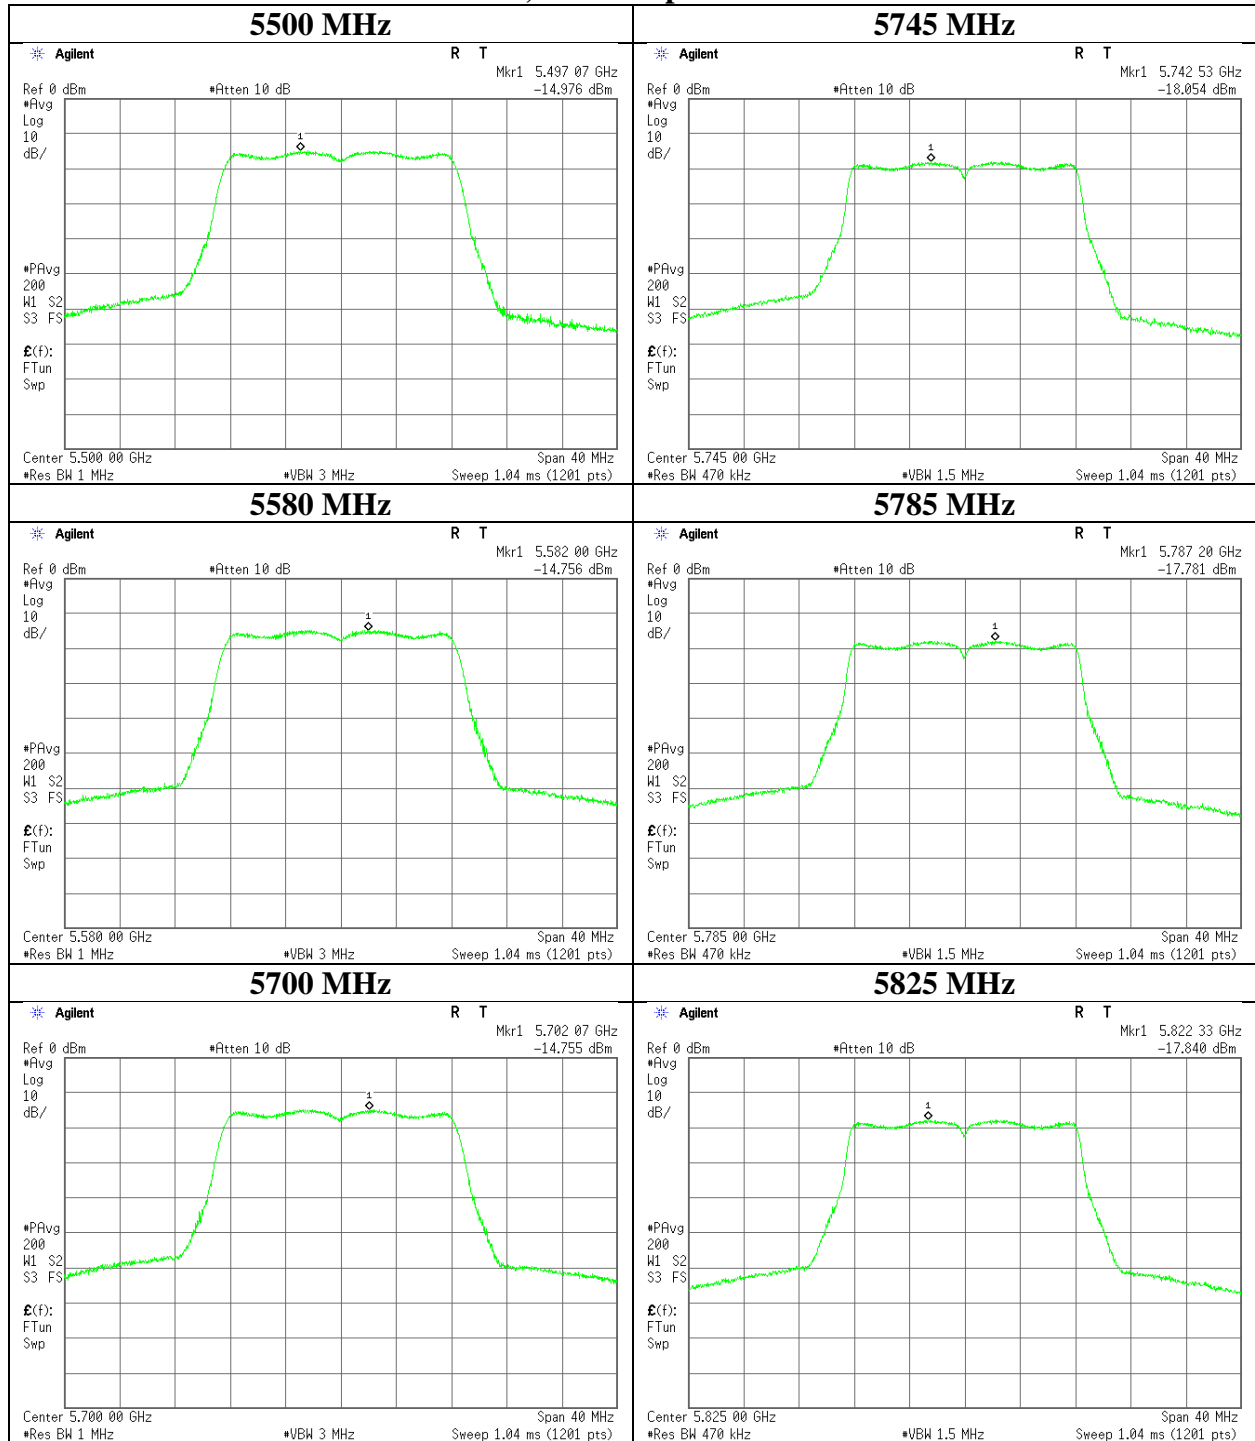 5500 MHz
Agilent R T
Mkr1 5.497 07 GHz
Ref 0 dBm #Atten 10 dB -14.976 dBm
#Avg
Log
10
dB/
1
#PAvg
200
W1 S2
S3 FS
£(f):
FTun
Swp
Center 5.500 00 GHz Span 40 MHz
#Res BW 1 MHz #VBW 3 MHz Sweep 1.04 ms (1201 pts)
5745 MHz
Agilent R T
Mkr1 5.742 53 GHz
Ref 0 dBm #Atten 10 dB -18.054 dBm
#Avg
Log
10
dB/
1
#PAvg
200
W1 S2
S3 FS
£(f):
FTun
Swp
Center 5.745 00 GHz Span 40 MHz
#Res BW 470 kHz #VBW 1.5 MHz Sweep 1.04 ms (1201 pts)
5580 MHz
Agilent R T
Mkr1 5.582 00 GHz
Ref 0 dBm #Atten 10 dB -14.756 dBm
#Avg
Log
10
dB/
1
#PAvg
200
W1 S2
S3 FS
£(f):
FTun
Swp
Center 5.580 00 GHz Span 40 MHz
#Res BW 1 MHz #VBW 3 MHz Sweep 1.04 ms (1201 pts)
5785 MHz
Agilent R T
Mkr1 5.787 20 GHz
Ref 0 dBm #Atten 10 dB -17.781 dBm
#Avg
Log
10
dB/
1
#PAvg
200
W1 S2
S3 FS
£(f):
FTun
Swp
Center 5.785 00 GHz Span 40 MHz
#Res BW 470 kHz #VBW 1.5 MHz Sweep 1.04 ms (1201 pts)
5700 MHz
Agilent R T
Mkr1 5.702 07 GHz
Ref 0 dBm #Atten 10 dB -14.755 dBm
#Avg
Log
10
dB/
1
#PAvg
200
W1 S2
S3 FS
£(f):
FTun
Swp
Center 5.700 00 GHz Span 40 MHz
#Res BW 1 MHz #VBW 3 MHz Sweep 1.04 ms (1201 pts)
5825 MHz
Agilent R T
Mkr1 5.822 33 GHz
Ref 0 dBm #Atten 10 dB -17.840 dBm
#Avg
Log
10
dB/
1
#PAvg
200
W1 S2
S3 FS
£(f):
FTun
Swp
Center 5.825 00 GHz Span 40 MHz
#Res BW 470 kHz #VBW 1.5 MHz Sweep 1.04 ms (1201 pts)